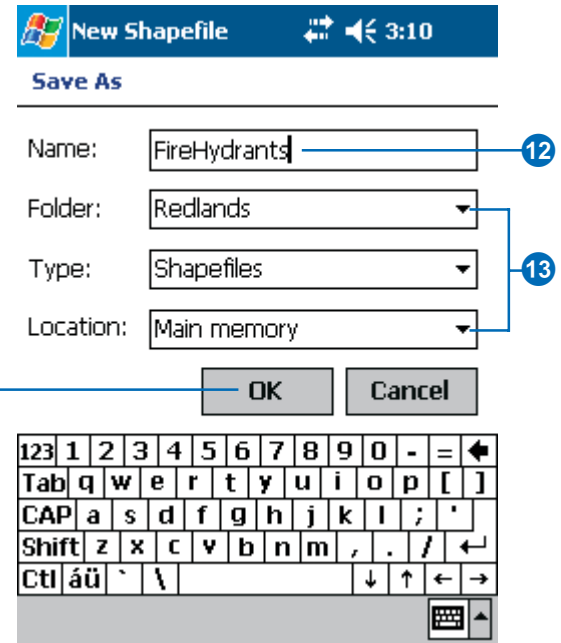 New Shapefile 3:10
Save As
Name: FireHydrants 12
Folder: Redlands
Type: Shapefiles 13
Location: Main memory
OK Cancel
123 1 2 3 4 5 6 7 8 9 0 - = 
Tab q w e r t y u i o p [ ]
CAP a s d f g h j k l ; '
Shift z x c v b n m , . / ↵
Ctl áü ` \ ↓ ↑ ← →